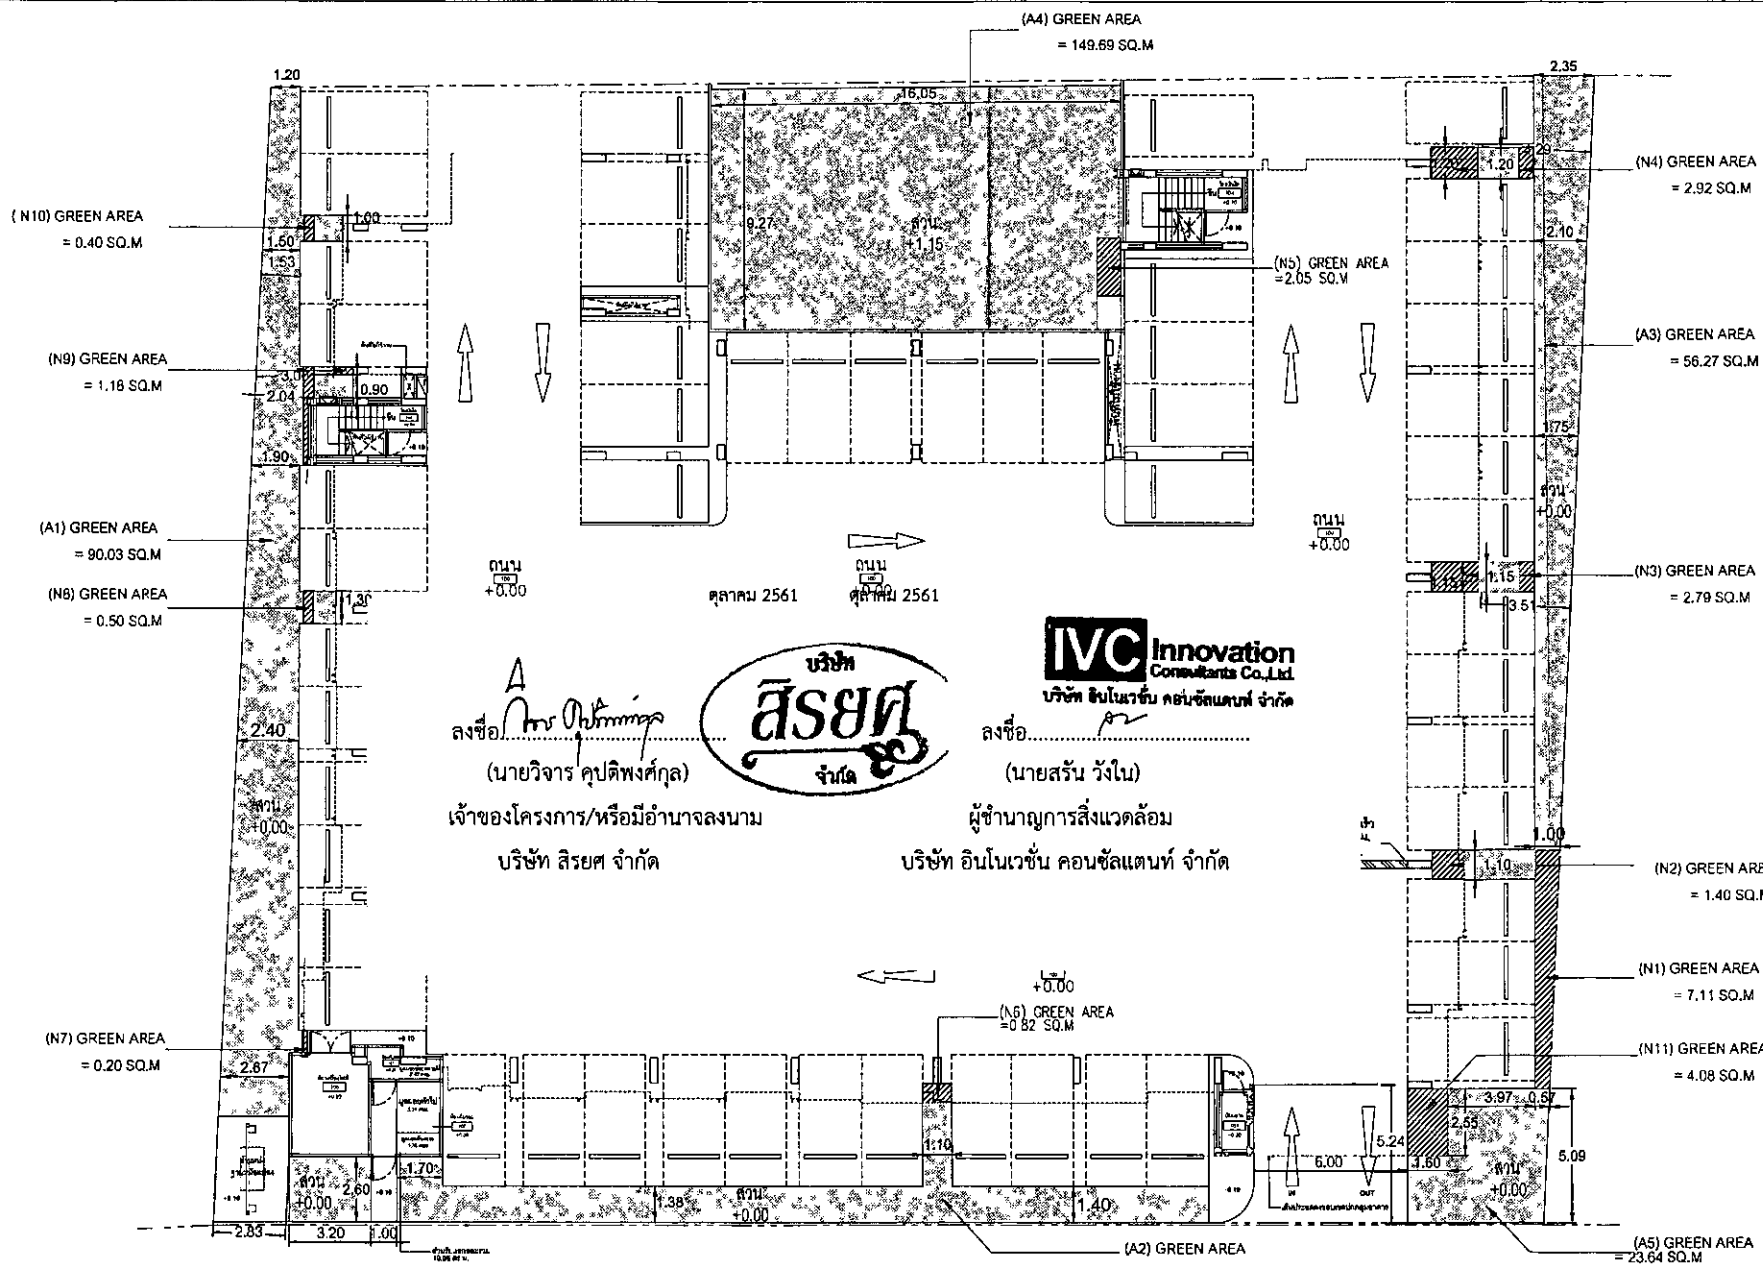 (A4) GREEN AREA
= 149.69 SQ.M
1.20
16.05
2.35
(N4) GREEN AREA
= 2.92 SQ.M
1.20
( N10) GREEN AREA
= 0.40 SQ.M
1.00
1.50
1.53
9.27
สวน
+1.15
2.10
(N5) GREEN AREA
=2.05 SQ.M
(A3) GREEN AREA
= 56.27 SQ.M
(N9) GREEN AREA
= 1.18 SQ.M
0.90
2.04
1.75
1.90
สวน
+0.00
(A1) GREEN AREA
= 90.03 SQ.M
ถนน
+0.00
ถนน
+0.00
ถนน
ตุลาคม 2561
ตุลาคม 2561
(N3) GREEN AREA
= 2.79 SQ.M
1.15
1.15
3.51
(N8) GREEN AREA
= 0.50 SQ.M
1.30
IVC Innovation
Consultants Co.,Ltd.
บริษัท อินโนเวชั่น คอนซัลแตนท์ จำกัด
บริษัท
สิรยศ
จำกัด
ลงชื่อ
ลงชื่อ
(นายวิจาร คุปติพงศ์กุล)
(นายสรัน วังใน)
เจ้าของโครงการ/หรือมีอำนาจลงนาม
ผู้ชำนาญการสิ่งแวดล้อม
บริษัท สิรยศ จำกัด
บริษัท อินโนเวชั่น คอนซัลแตนท์ จำกัด
2.40
สวน
+0.00
1.00
1.10
(N2) GREEN ARE
= 1.40 SQ.M
(N1) GREEN AREA
= 7.11 SQ.M
+0.00
(N6) GREEN AREA
=0.82 SQ.M
(N7) GREEN AREA
= 0.20 SQ.M
2.67
(N11) GREEN AREA
= 4.08 SQ.M
3.97
0.57
2.55
5.24
5.09
1.10
6.00
1.60
1.70
สวน
+0.00
2.60
1.38
สวน
+0.00
1.40
IN
OUT
สวน
+0.00
2.83
3.20
1.00
(A2) GREEN AREA
(A5) GREEN AREA
= 23.64 SQ.M